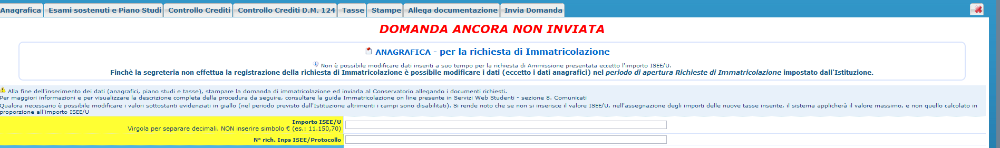 Anagrafica Esami sostenuti e Piano Studi Controllo Crediti Controllo Crediti D.M. 124 Tasse Stampe Allega documentazione Invia Domanda
DOMANDA ANCORA NON INVIATA
ANAGRAFICA - per la richiesta di Immatricolazione
Non è possibile modificare dati inseriti a suo tempo per la richiesta di Ammissione presentata eccetto l'importo ISEE/U.
Finchè la segreteria non effettua la registrazione della richiesta di Immatricolazione è possibile modificare i dati (eccetto i dati anagrafici) nel periodo di apertura Richieste di Immatricolazione impostato dall'Istituzione.
Alla fine dell'inserimento dei dati (anagrafici, piano studi e tasse), stampare la domanda di immatricolazione ed inviarla al Conservatorio allegando i documenti richiesti.
Per maggiori informazioni e per visualizzare la descrizione completa della procedura da seguire, consultare la guida Immatricolazione on line presente in Servizi Web Studenti - sezione 8. Comunicati
Qualora necessario è possibile modificare i valori sottostanti evidenziati in giallo (nel periodo previsto dall'Istituzione altrimenti i campi sono disabilitati). Si rende noto che se non si inserisce il valore ISEE/U, nell'assegnazione degli importi delle nuove tasse inserite, il sistema applicherà il valore massimo, e non quello calcolato in
proporzione all'importo ISEE/U
Importo ISEE/U
Virgola per separare decimali. NON inserire simbolo € (es.: 11.150,70)
N° rich. Inps ISEE/Protocollo